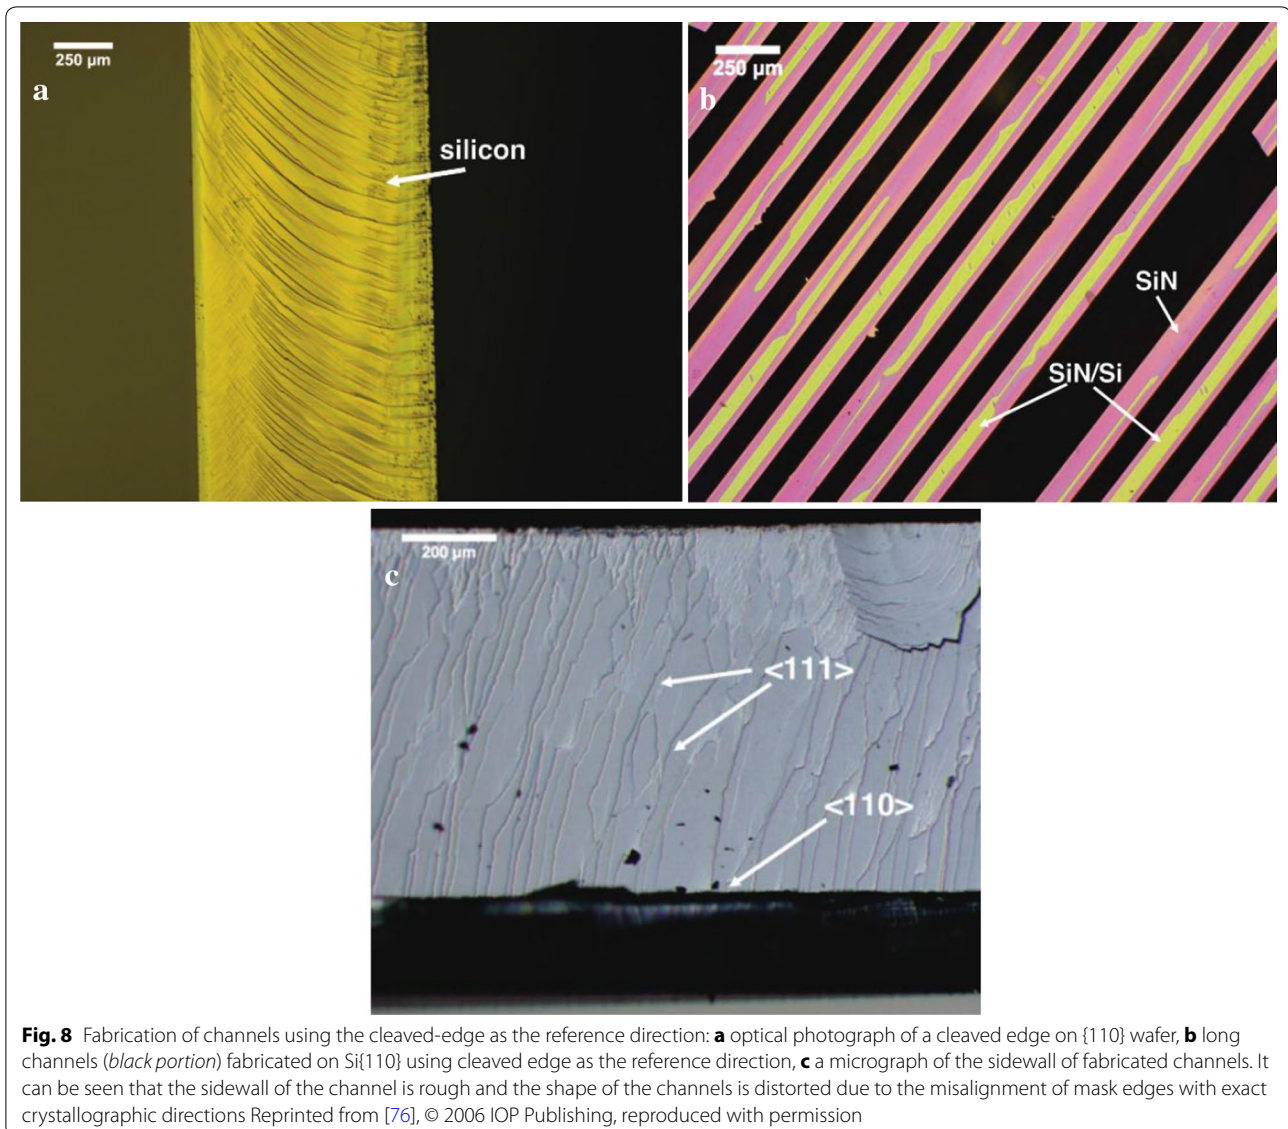 250 µm
a
silicon
250 µm
b
SiN
SiN/Si
200 µm
c
<111>
<110>
Fig. 8 Fabrication of channels using the cleaved-edge as the reference direction: a optical photograph of a cleaved edge on {110} wafer, b long
channels (black portion) fabricated on Si{110} using cleaved edge as the reference direction, c a micrograph of the sidewall of fabricated channels. It
can be seen that the sidewall of the channel is rough and the shape of the channels is distorted due to the misalignment of mask edges with exact
crystallographic directions Reprinted from [76], © 2006 IOP Publishing, reproduced with permission